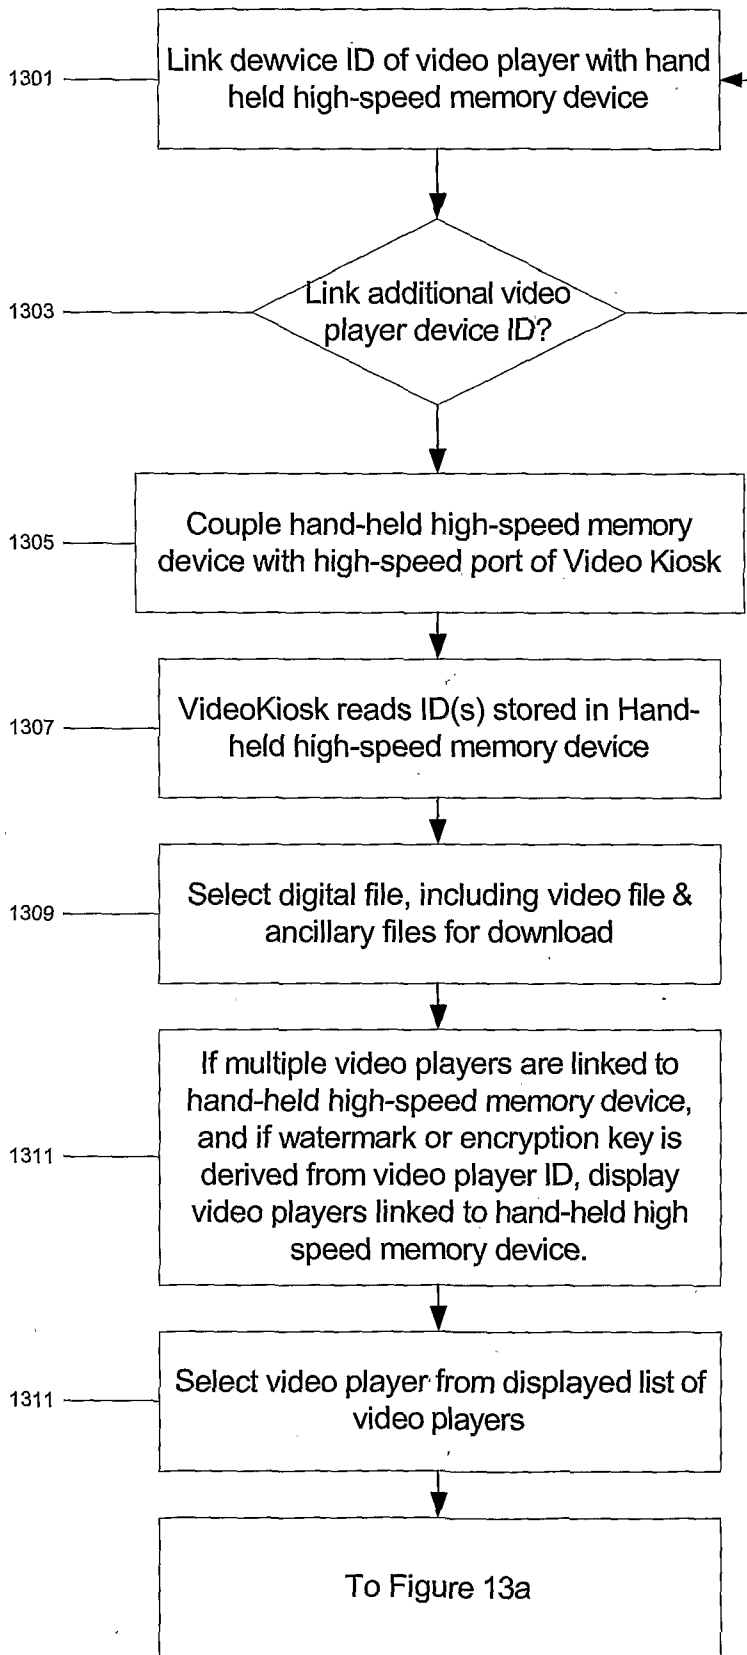 1301
Link dewvice ID of video player with hand
held high-speed memory device
1303
Link additional video
player device ID?
1305
Couple hand-held high-speed memory
device with high-speed port of Video Kiosk
1307
VideoKiosk reads ID(s) stored in Hand-
held high-speed memory device
1309
Select digital file, including video file &
ancillary files for download
1311
If multiple video players are linked to
hand-held high-speed memory device,
and if watermark or encryption key is
derived from video player ID, display
video players linked to hand-held high
speed memory device.
1311
Select video player from displayed list of
video players
To Figure 13a